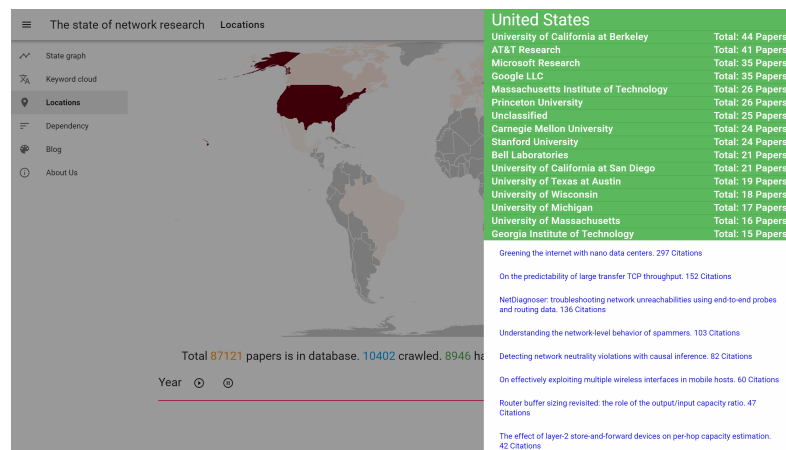 The state of network research Locations
State graph
Keyword cloud
Locations
Dependency
Blog
About Us
Total 87121 papers is in database. 10402 crawled. 8946 ha
Year
United States
University of California at Berkeley Total: 44 Papers
AT&T Research Total: 41 Papers
Microsoft Research Total: 35 Papers
Google LLC Total: 35 Papers
Massachusetts Institute of Technology Total: 26 Papers
Princeton University Total: 26 Papers
Unclassified Total: 25 Papers
Carnegie Mellon University Total: 24 Papers
Stanford University Total: 24 Papers
Bell Laboratories Total: 21 Papers
University of California at San Diego Total: 21 Papers
University of Texas at Austin Total: 19 Papers
University of Wisconsin Total: 18 Papers
University of Michigan Total: 17 Papers
University of Massachusetts Total: 16 Papers
Georgia Institute of Technology Total: 15 Papers
Greening the internet with nano data centers. 297 Citations
On the predictability of large transfer TCP throughput. 152 Citations
NetDiagnoser: troubleshooting network unreachabilities using end-to-end probes
and routing data. 136 Citations
Understanding the network-level behavior of spammers. 103 Citations
Detecting network neutrality violations with causal inference. 82 Citations
On effectively exploiting multiple wireless interfaces in mobile hosts. 60 Citations
Router buffer sizing revisited: the role of the output/input capacity ratio. 47
Citations
The effect of layer-2 store-and-forward devices on per-hop capacity estimation.
42 Citations